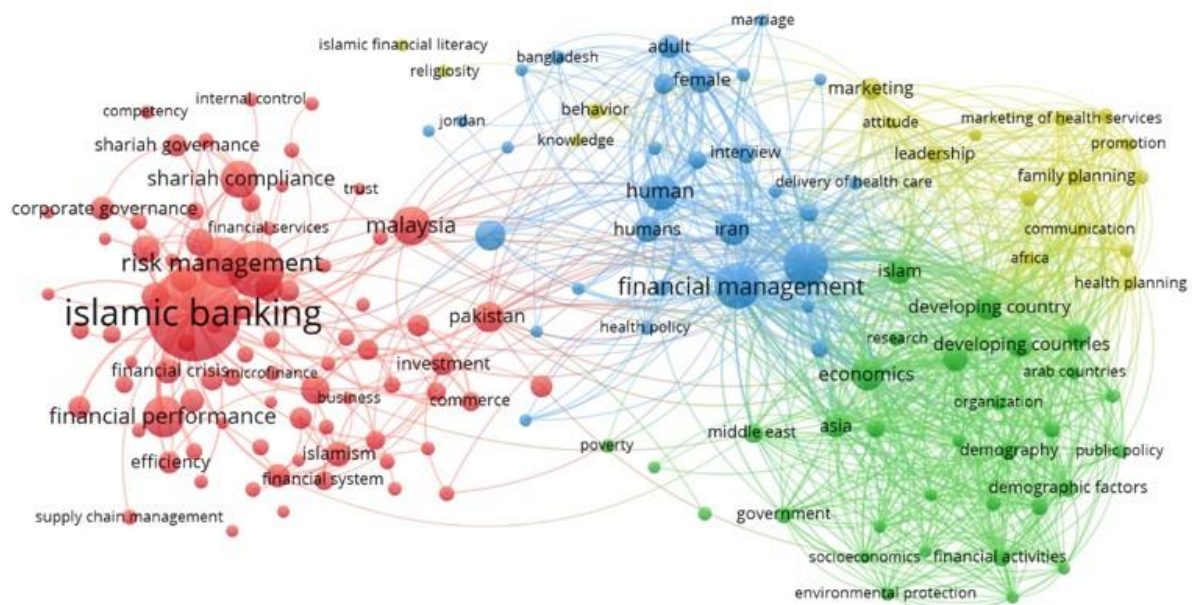 marriage
islamic financial literacy
adult
bangladesh
religiosity
female
marketing
internal control
competency
behavior
attitude
marketing of health services
jordan
knowledge
interview
leadership
promotion
shariah governance
shariah compliance
trust
human
delivery of health care
family planning
corporate governance
financial services
malaysia
humans
iran
communication
risk management
islam
africa
financial management
health planning
islamic banking
pakistan
health policy
developing country
research
developing countries
financial crisis
microfinance
investment
economics
arab countries
business
commerce
organization
financial performance
middle east
asia
poverty
demography
public policy
efficiency
islamism
financial system
demographic factors
supply chain management
government
socioeconomics
financial activities
environmental protection